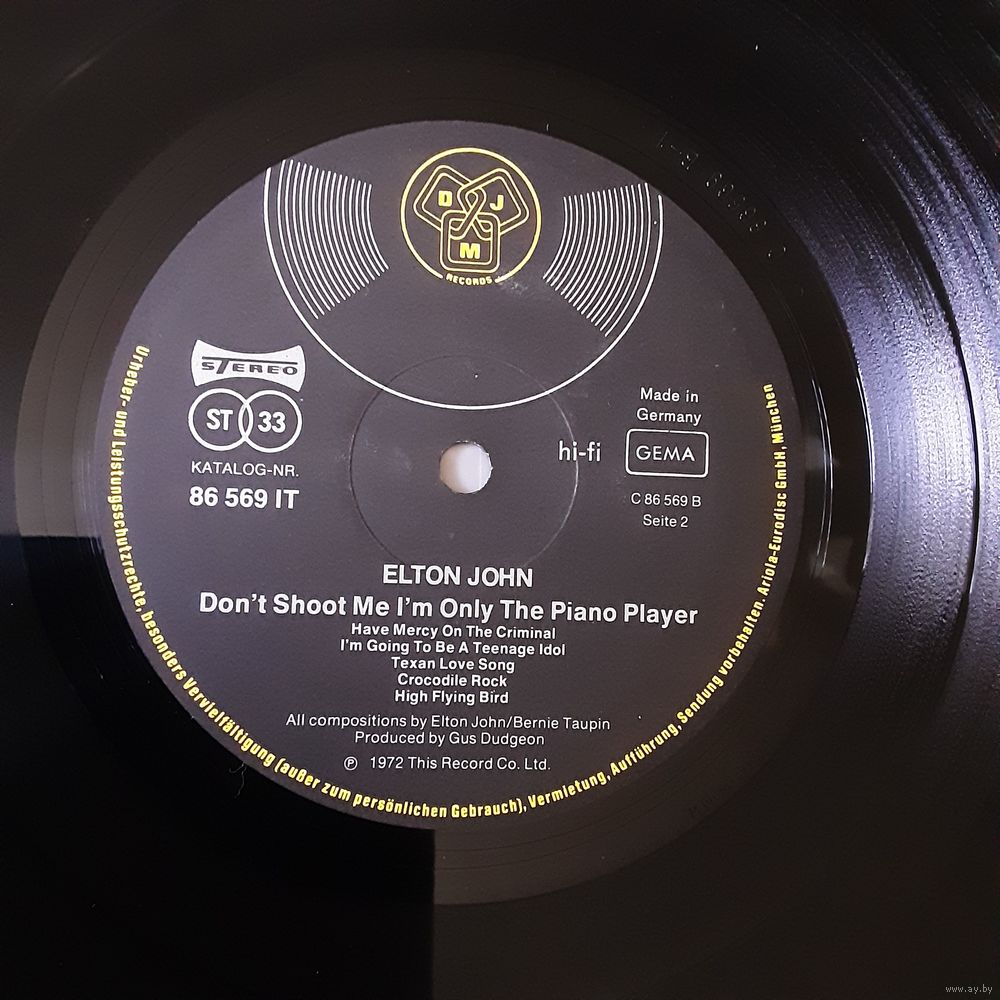 D J
M
RECORDS
STEREO
ST 33
KATALOG-NR.
86 569 IT
Made in
Germany
hi-fi
GEMA
C 86 569 B
Seite 2
ELTON JOHN
Don't Shoot Me I'm Only The Piano Player
Have Mercy On The Criminal
I'm Going To Be A Teenage Idol
Texan Love Song
Crocodile Rock
High Flying Bird
All compositions by Elton John/Bernie Taupin
Produced by Gus Dudgeon
℗ 1972 This Record Co. Ltd.
Urheber- und Leistungsschutzrechte, besonders Vervielfältigung (außer zum persönlichen Gebrauch), Vermietung, Aufführung, Sendung vorbehalten. Ariola-Eurodisc GmbH, München
www.ay.by